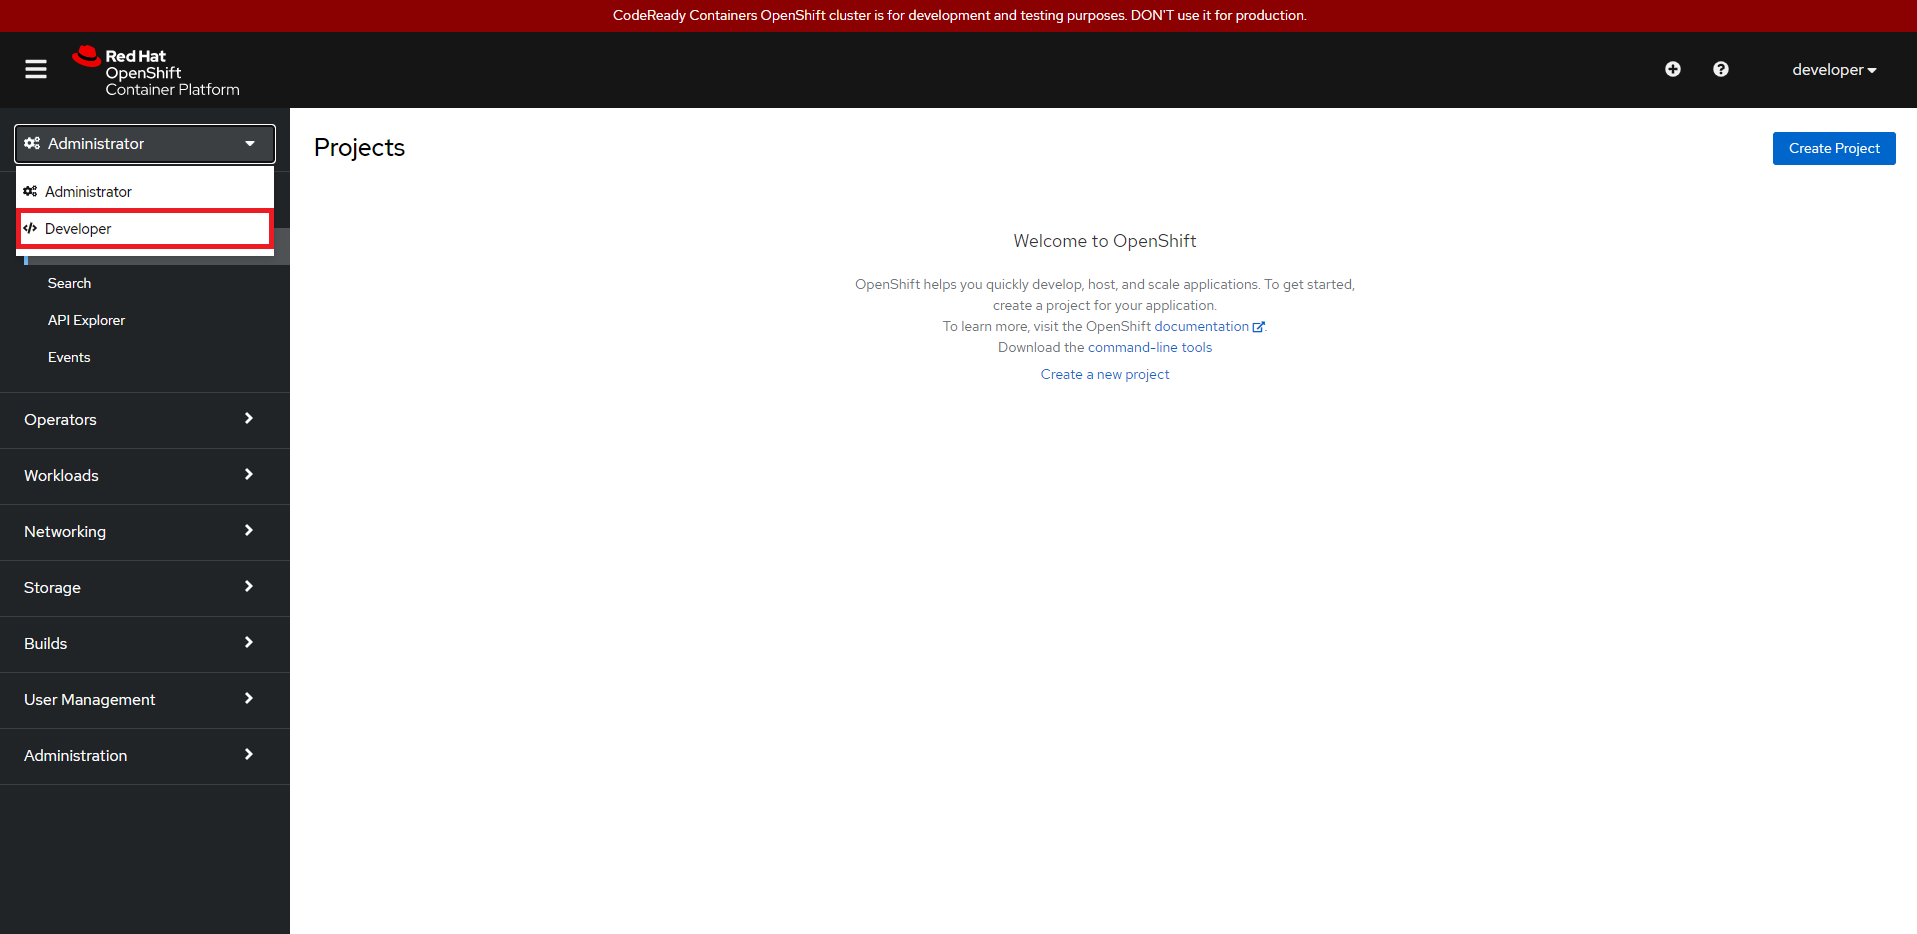 CodeReady Containers OpenShift cluster is for development and testing purposes. DON'T use it for production.
Red Hat
OpenShift
Container Platform
developer
Administrator
Administrator
Developer
Search
API Explorer
Events
Operators
Workloads
Networking
Storage
Builds
User Management
Administration
Projects
Create Project
Welcome to OpenShift
OpenShift helps you quickly develop, host, and scale applications. To get started,
create a project for your application.
To learn more, visit the OpenShift documentation.
Download the command-line tools
Create a new project